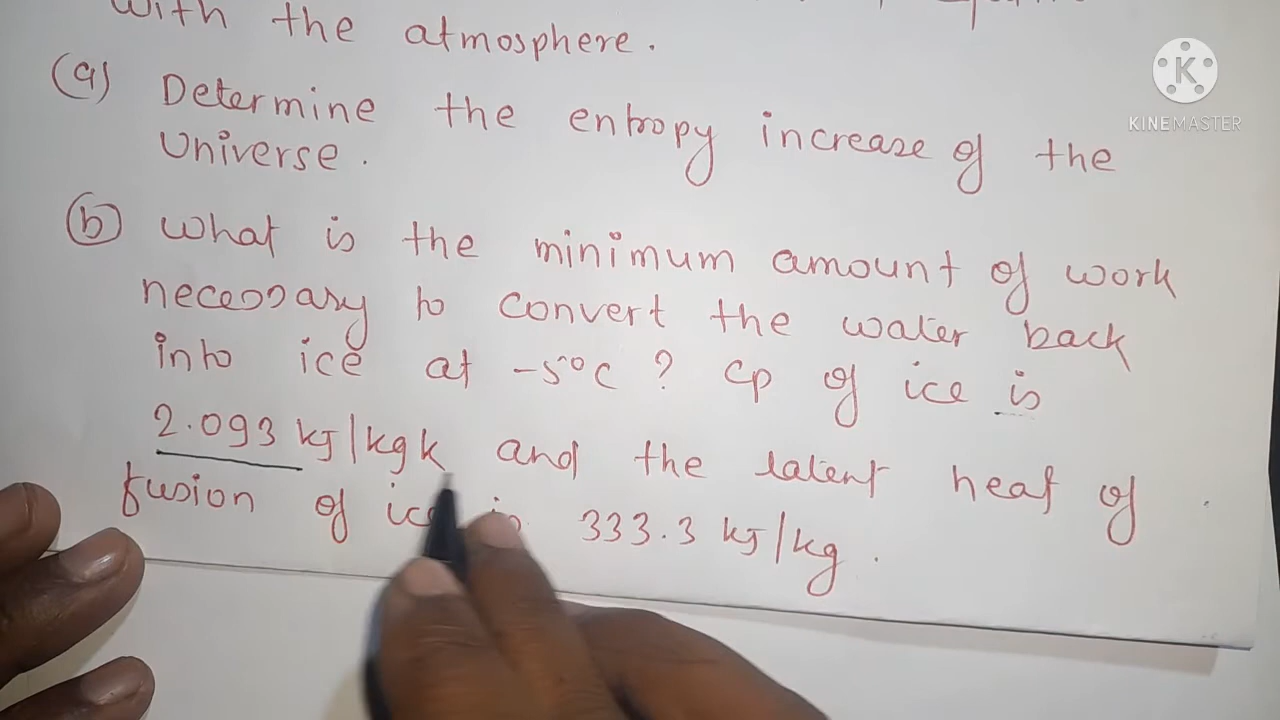 with the atmosphere.
(a) Determine the entropy increase of the
Universe.
(b) What is the minimum amount of work
necessary to convert the water back
into ice at -5°C ? Cp of ice is
2.093 kJ/kgk and the latent heat of
fusion of ice is 333.3 kJ/kg.
K
KINEMASTER